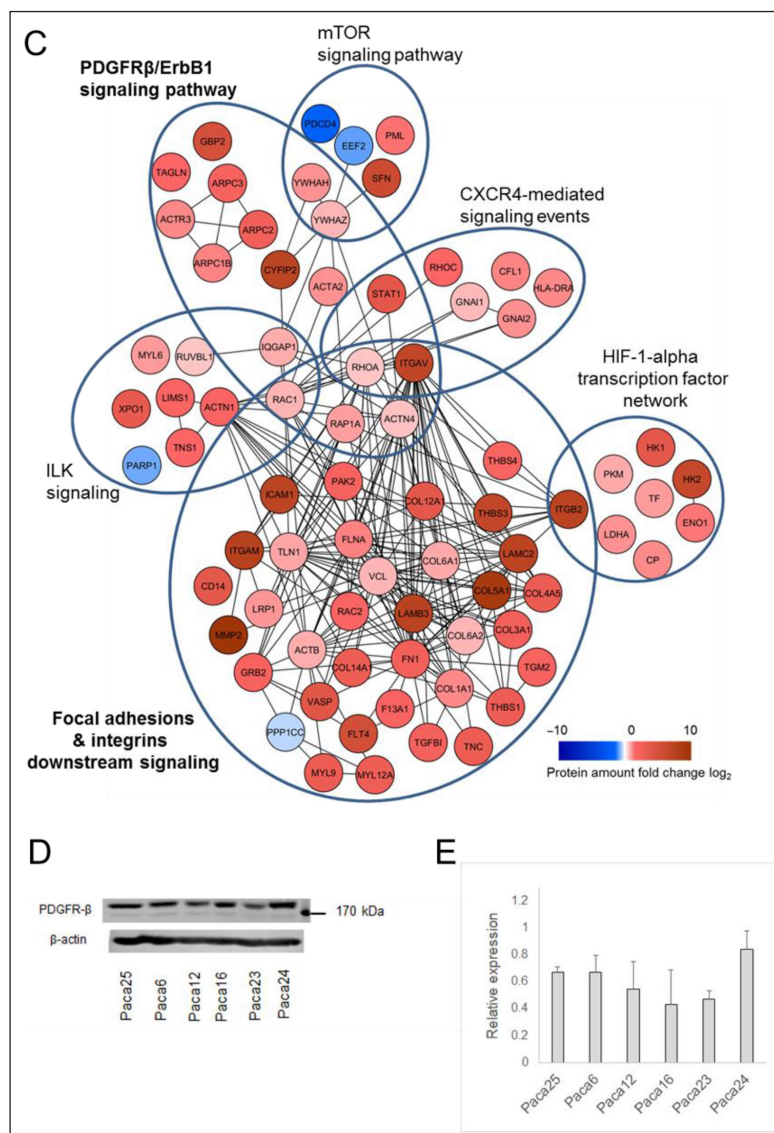 C
mTOR
signaling pathway
PDGFRβ/ErbB1
signaling pathway
PDCD4
EEF2
PML
GBP2
SFN
TAGLN
ARPC3
YWHAH
ACTR3
ARPC2
YWHAZ
CXCR4-mediated
signaling events
ARPC1B
CYFIP2
ACTA2
STAT1
RHOC
CFL1
HLA-DRA
GNAI1
GNAI2
MYL6
RUVBL1
IQGAP1
RHOA
ITGAV
HIF-1-alpha
transcription factor
network
XPO1
LIMS1
ACTN1
RAC1
RAP1A
ACTN4
TNS1
PARP1
ILK
signaling
THBS4
HK1
PKM
HK2
TF
ENO1
LDHA
CP
ICAM1
PAK2
COL12A1
THBS3
ITGB2
ITGAM
TLN1
FLNA
COL6A1
LAMC2
CD14
VCL
COL5A1
COL4A5
LRP1
RAC2
LAMB3
MMP2
ACTB
COL6A2
COL3A1
GRB2
COL14A1
FN1
TGM2
COL1A1
VASP
F13A1
THBS1
Focal adhesions
& integrins
downstream signaling
PPP1CC
FLT4
TGFBI
TNC
MYL9
MYL12A
−10 0 10
Protein amount fold change log2
D
PDGFR-β
170 kDa
β-actin
Paca25 Paca6 Paca12 Paca16 Paca23 Paca24
E
Relative expression
1.2
1
0.8
0.6
0.4
0.2
0
Paca25 Paca6 Paca12 Paca16 Paca23 Paca24